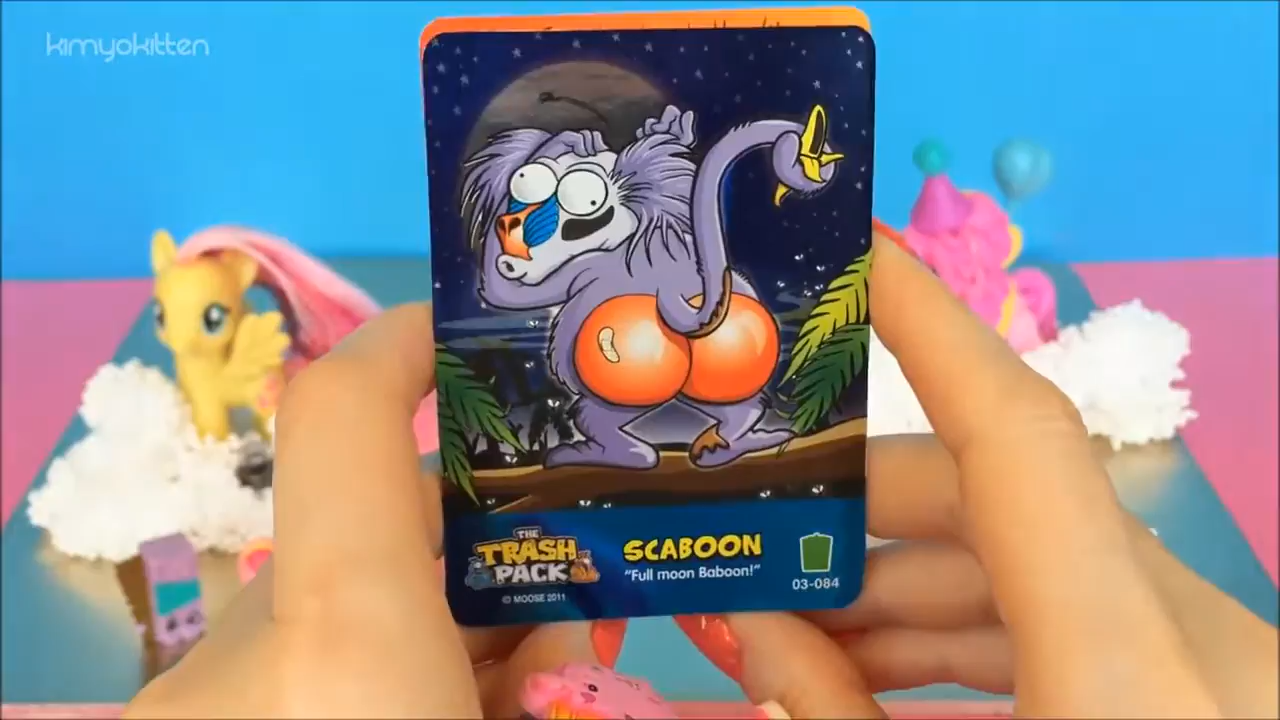 kimyokitten
THE
TRASH
PACK
© MOOSE 2011
SCABOON
"Full moon Baboon!"
03-084